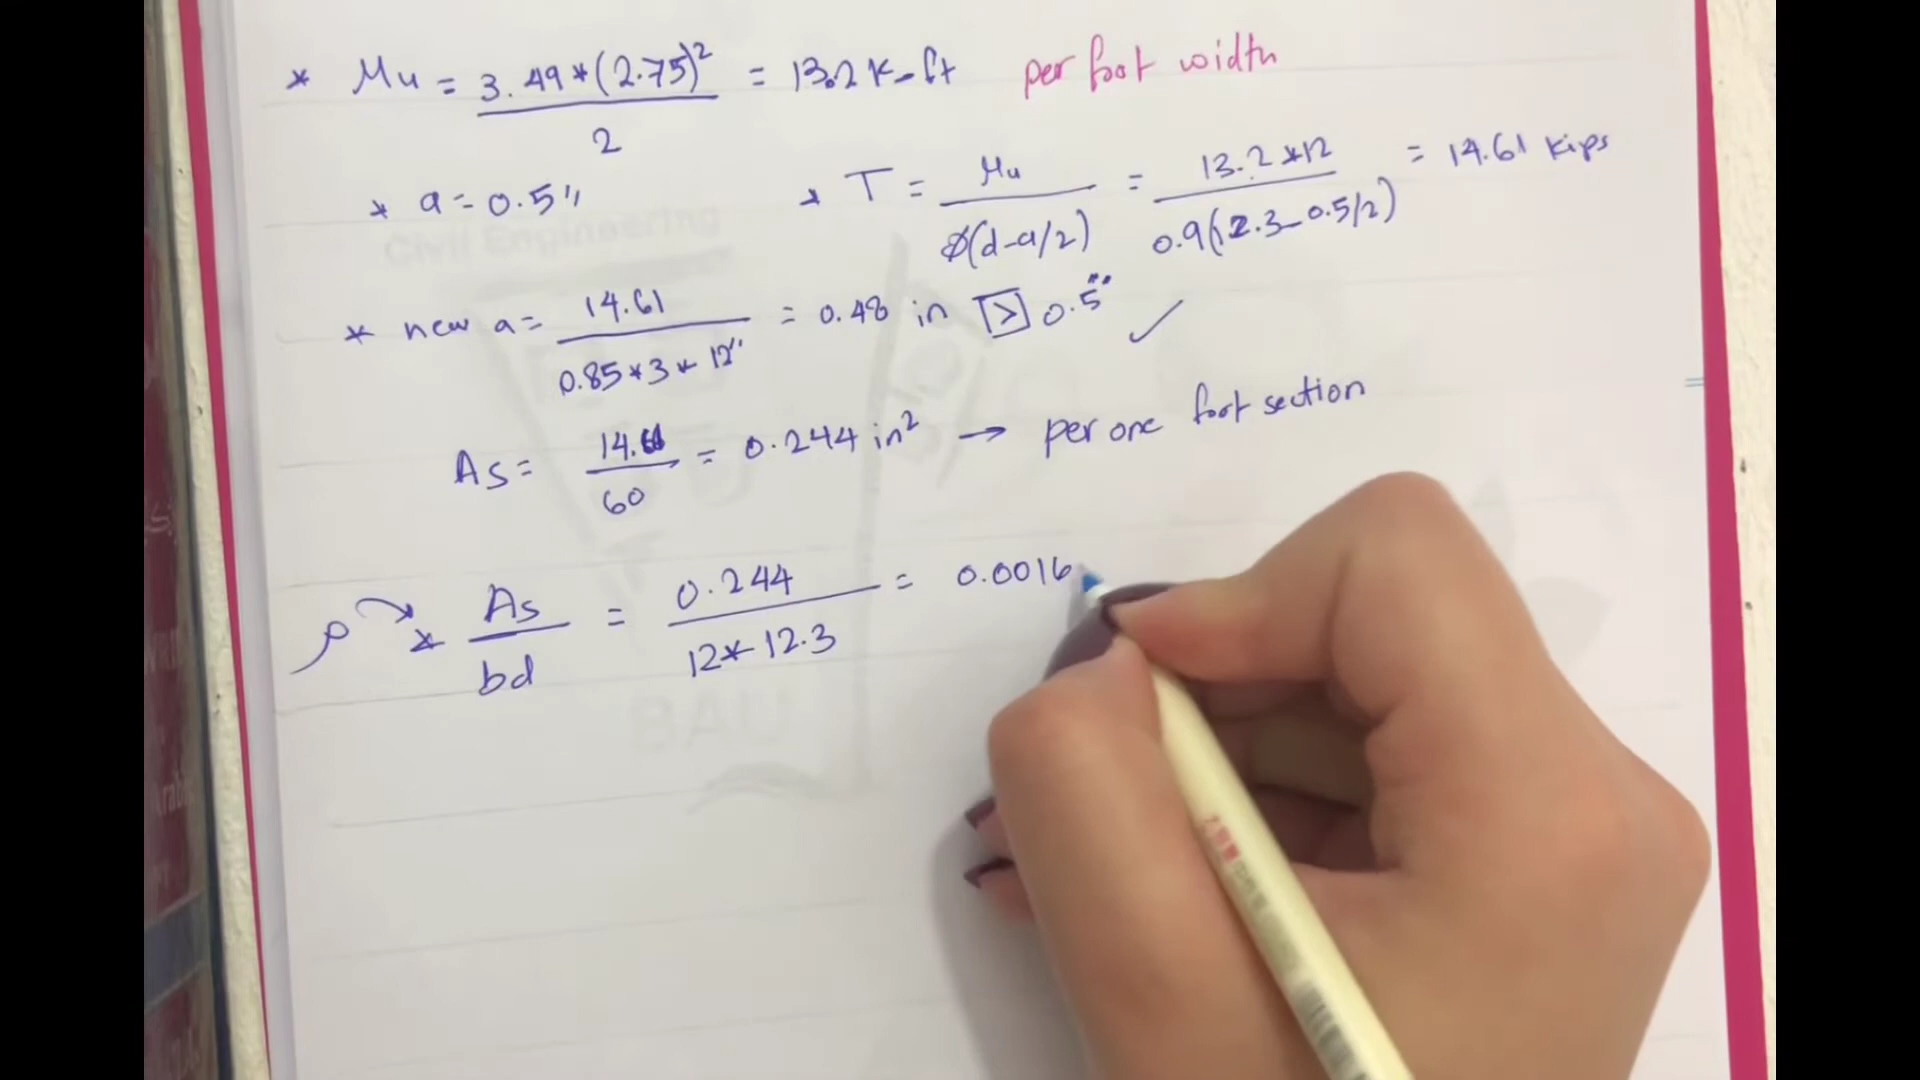 * Mu = 3.49*(2.75)² / 2 = 13.2 K-ft per foot width
* a = 0.5" * T = Mu / Ø(d-a/2) = 13.2*12 / 0.9(12.3-0.5/2) = 14.61 kips
* new a = 14.61 / 0.85*3*12" = 0.48 in > 0.5" ✓
As = 14.61 / 60 = 0.244 in² → per one foot section
ρ * As / bd = 0.244 / 12*12.3 = 0.0016
Civil Engineering
BAU